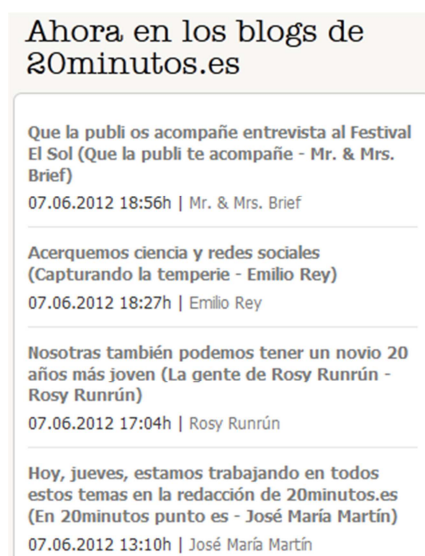 Ahora en los blogs de
20minutos.es
Que la publi os acompañe entrevista al Festival
El Sol (Que la publi te acompañe - Mr. & Mrs.
Brief)
07.06.2012 18:56h | Mr. & Mrs. Brief
Acerquemos ciencia y redes sociales
(Capturando la temperie - Emilio Rey)
07.06.2012 18:27h | Emilio Rey
Nosotras también podemos tener un novio 20
años más joven (La gente de Rosy Runrún -
Rosy Runrún)
07.06.2012 17:04h | Rosy Runrún
Hoy, jueves, estamos trabajando en todos
estos temas en la redacción de 20minutos.es
(En 20minutos punto es - José María Martín)
07.06.2012 13:10h | José María Martín